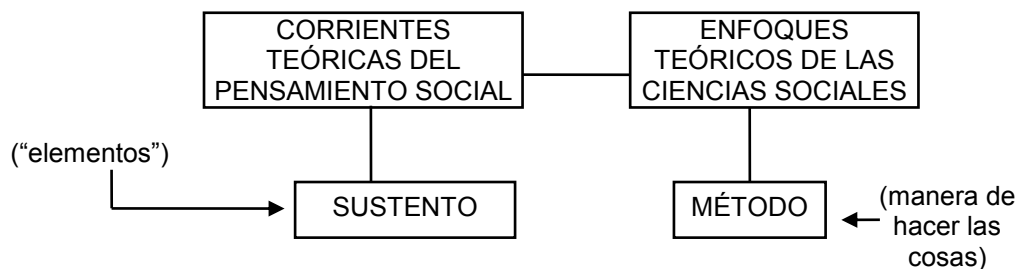 CORRIENTES
TEÓRICAS DEL
PENSAMIENTO SOCIAL
ENFOQUES
TEÓRICOS DE LAS
CIENCIAS SOCIALES
(“elementos”)
SUSTENTO
MÉTODO
(manera de
hacer las
cosas)